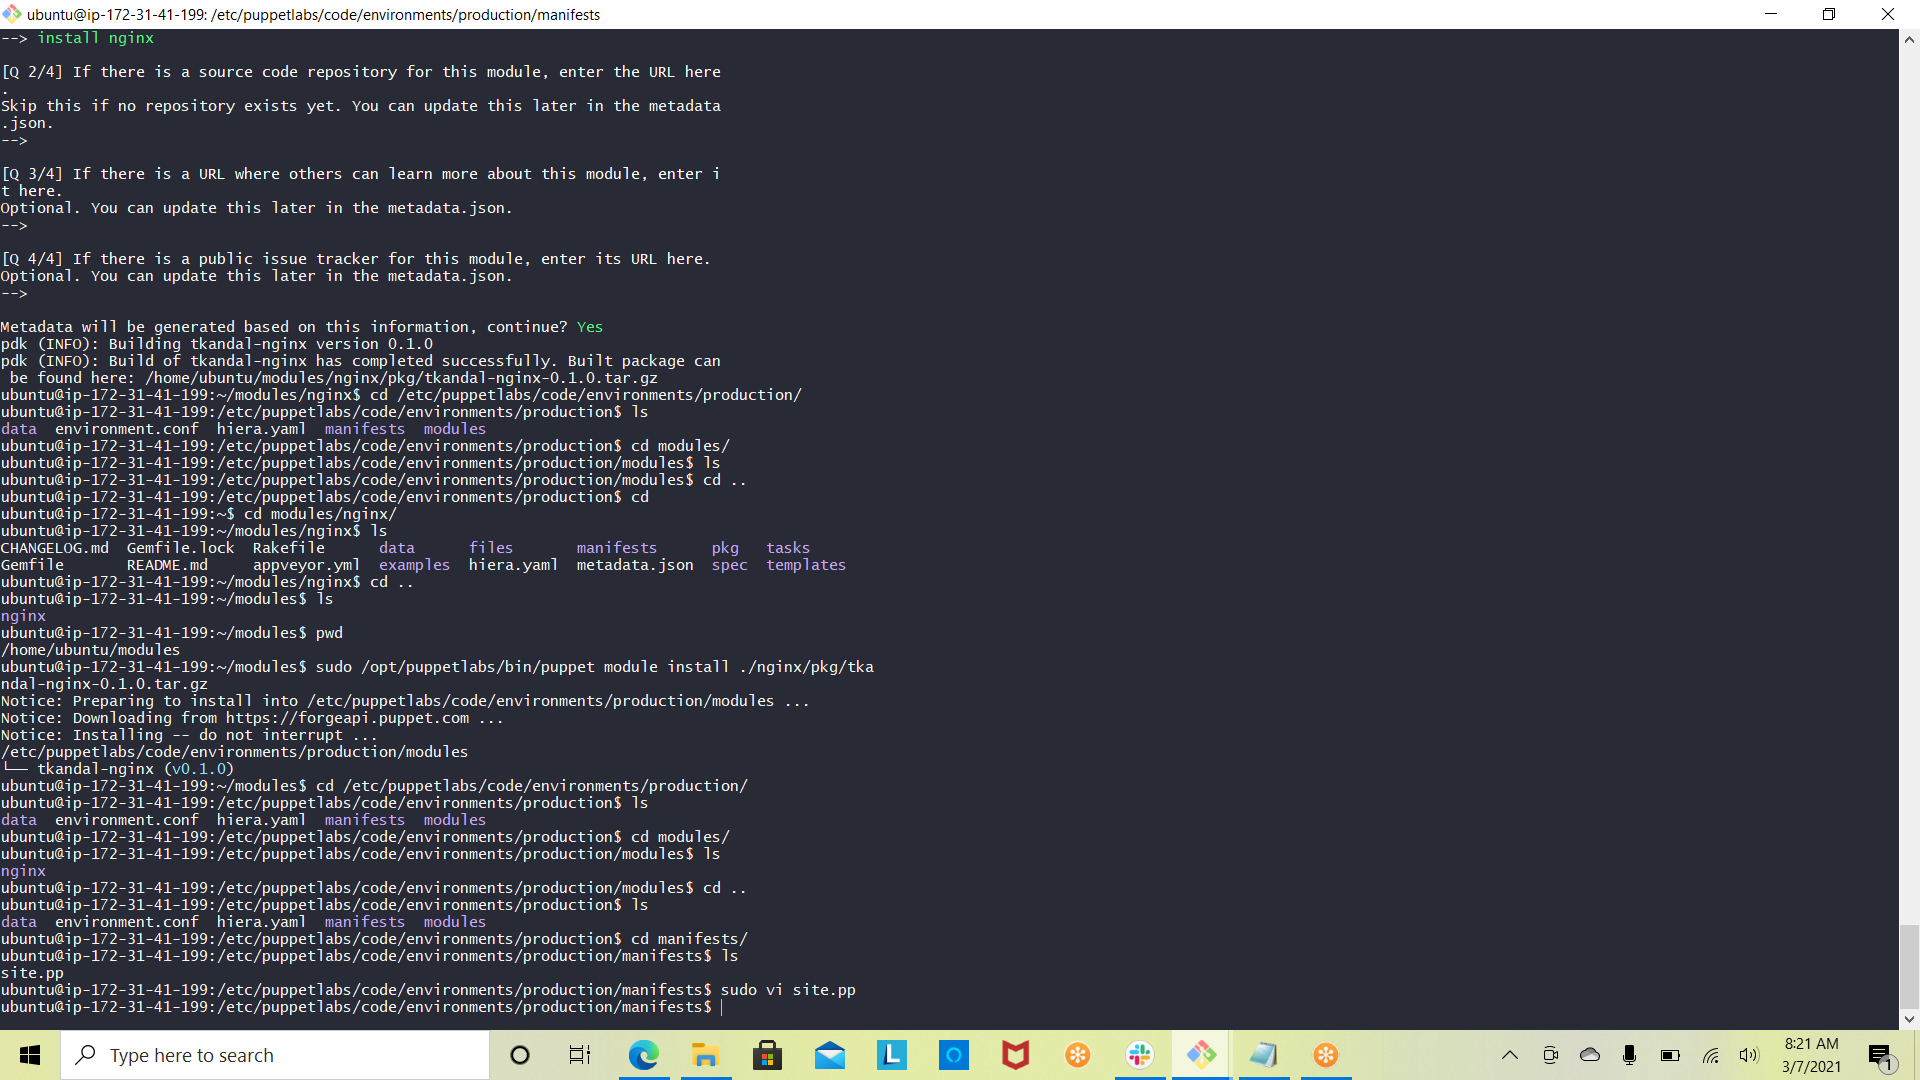 ubuntu@ip-172-31-41-199: /etc/puppetlabs/code/environments/production/manifests
--> install nginx
[Q 2/4] If there is a source code repository for this module, enter the URL here
.
Skip this if no repository exists yet. You can update this later in the metadata
.json.
-->
[Q 3/4] If there is a URL where others can learn more about this module, enter i
t here.
Optional. You can update this later in the metadata.json.
-->
[Q 4/4] If there is a public issue tracker for this module, enter its URL here.
Optional. You can update this later in the metadata.json.
-->
Metadata will be generated based on this information, continue? Yes
pdk (INFO): Building tkandal-nginx version 0.1.0
pdk (INFO): Build of tkandal-nginx has completed successfully. Built package can
 be found here: /home/ubuntu/modules/nginx/pkg/tkandal-nginx-0.1.0.tar.gz
ubuntu@ip-172-31-41-199:~/modules/nginx$ cd /etc/puppetlabs/code/environments/production/
ubuntu@ip-172-31-41-199:/etc/puppetlabs/code/environments/production$ ls
data  environment.conf  hiera.yaml  manifests  modules
ubuntu@ip-172-31-41-199:/etc/puppetlabs/code/environments/production$ cd modules/
ubuntu@ip-172-31-41-199:/etc/puppetlabs/code/environments/production/modules$ ls
ubuntu@ip-172-31-41-199:/etc/puppetlabs/code/environments/production/modules$ cd ..
ubuntu@ip-172-31-41-199:/etc/puppetlabs/code/environments/production$ cd
ubuntu@ip-172-31-41-199:~$ cd modules/nginx/
ubuntu@ip-172-31-41-199:~/modules/nginx$ ls
CHANGELOG.md  Gemfile.lock  Rakefile      data      files       manifests      pkg   tasks
Gemfile       README.md     appveyor.yml  examples  hiera.yaml  metadata.json  spec  templates
ubuntu@ip-172-31-41-199:~/modules/nginx$ cd ..
ubuntu@ip-172-31-41-199:~/modules$ ls
nginx
ubuntu@ip-172-31-41-199:~/modules$ pwd
/home/ubuntu/modules
ubuntu@ip-172-31-41-199:~/modules$ sudo /opt/puppetlabs/bin/puppet module install ./nginx/pkg/tka
ndal-nginx-0.1.0.tar.gz
Notice: Preparing to install into /etc/puppetlabs/code/environments/production/modules ...
Notice: Downloading from https://forgeapi.puppet.com ...
Notice: Installing -- do not interrupt ...
/etc/puppetlabs/code/environments/production/modules
└── tkandal-nginx (v0.1.0)
ubuntu@ip-172-31-41-199:~/modules$ cd /etc/puppetlabs/code/environments/production/
ubuntu@ip-172-31-41-199:/etc/puppetlabs/code/environments/production$ ls
data  environment.conf  hiera.yaml  manifests  modules
ubuntu@ip-172-31-41-199:/etc/puppetlabs/code/environments/production$ cd modules/
ubuntu@ip-172-31-41-199:/etc/puppetlabs/code/environments/production/modules$ ls
nginx
ubuntu@ip-172-31-41-199:/etc/puppetlabs/code/environments/production/modules$ cd ..
ubuntu@ip-172-31-41-199:/etc/puppetlabs/code/environments/production$ ls
data  environment.conf  hiera.yaml  manifests  modules
ubuntu@ip-172-31-41-199:/etc/puppetlabs/code/environments/production$ cd manifests/
ubuntu@ip-172-31-41-199:/etc/puppetlabs/code/environments/production/manifests$ ls
site.pp
ubuntu@ip-172-31-41-199:/etc/puppetlabs/code/environments/production/manifests$ sudo vi site.pp
ubuntu@ip-172-31-41-199:/etc/puppetlabs/code/environments/production/manifests$
Type here to search
L
8:21 AM
3/7/2021
1